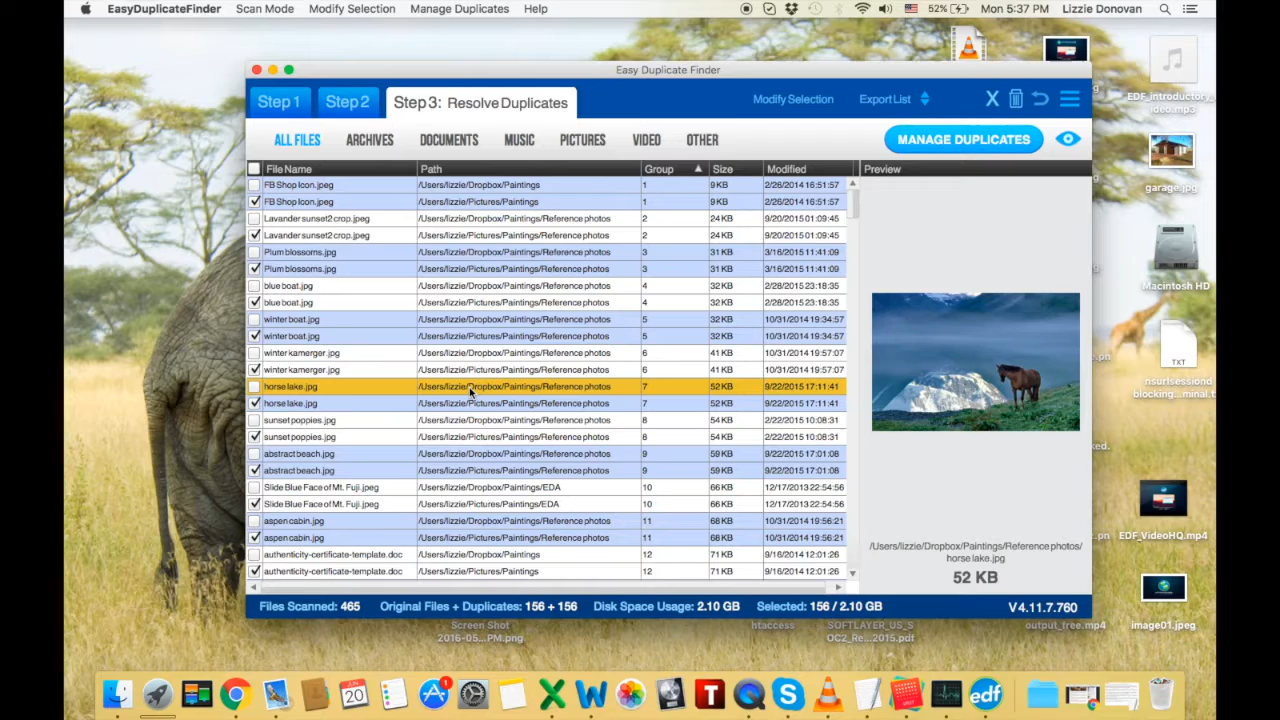 EasyDuplicateFinder Scan Mode Modify Selection Manage Duplicates Help 52% Mon 5:37 PM Lizzie Donovan
Easy Duplicate Finder
Step 1 Step 2 Step 3: Resolve Duplicates Modify Selection Export List X
ALL FILES ARCHIVES DOCUMENTS MUSIC PICTURES VIDEO OTHER MANAGE DUPLICATES
File Name Path Group Size Modified Preview
FB Shop Icon.jpeg /Users/lizzie/Dropbox/Paintings 1 9 KB 2/26/2014 16:51:57
FB Shop Icon.jpeg /Users/lizzie/Pictures/Paintings 1 9 KB 2/26/2014 16:51:57
Lavander sunset2 crop.jpeg /Users/lizzie/Dropbox/Paintings/Reference photos 2 24 KB 9/20/2015 01:09:45
Lavander sunset2 crop.jpeg /Users/lizzie/Pictures/Paintings/Reference photos 2 24 KB 9/20/2015 01:09:45
Plum blossoms.jpg /Users/lizzie/Dropbox/Paintings/Reference photos 3 31 KB 3/16/2015 11:41:09
Plum blossoms.jpg /Users/lizzie/Pictures/Paintings/Reference photos 3 31 KB 3/16/2015 11:41:09
blue boat.jpg /Users/lizzie/Dropbox/Paintings/Reference photos 4 32 KB 2/28/2015 23:18:35
blue boat.jpg /Users/lizzie/Pictures/Paintings/Reference photos 4 32 KB 2/28/2015 23:18:35
winter boat.jpg /Users/lizzie/Dropbox/Paintings/Reference photos 5 32 KB 10/31/2014 19:34:57
winter boat.jpg /Users/lizzie/Pictures/Paintings/Reference photos 5 32 KB 10/31/2014 19:34:57
winter kamerger.jpg /Users/lizzie/Dropbox/Paintings/Reference photos 6 41 KB 10/31/2014 19:57:07
winter kamerger.jpg /Users/lizzie/Pictures/Paintings/Reference photos 6 41 KB 10/31/2014 19:57:07
horse lake.jpg /Users/lizzie/Dropbox/Paintings/Reference photos 7 52 KB 9/22/2015 17:11:41
horse lake.jpg /Users/lizzie/Pictures/Paintings/Reference photos 7 52 KB 9/22/2015 17:11:41
sunset poppies.jpg /Users/lizzie/Dropbox/Paintings/Reference photos 8 54 KB 2/22/2015 10:08:31
sunset poppies.jpg /Users/lizzie/Pictures/Paintings/Reference photos 8 54 KB 2/22/2015 10:08:31
abstract beach.jpg /Users/lizzie/Dropbox/Paintings/Reference photos 9 59 KB 9/22/2015 17:01:08
abstract beach.jpg /Users/lizzie/Pictures/Paintings/Reference photos 9 59 KB 9/22/2015 17:01:08
Slide Blue Face of Mt. Fuji.jpeg /Users/lizzie/Dropbox/Paintings/EDA 10 66 KB 12/17/2013 22:54:56
Slide Blue Face of Mt. Fuji.jpeg /Users/lizzie/Pictures/Paintings/EDA 10 66 KB 12/17/2013 22:54:56
aspen cabin.jpg /Users/lizzie/Dropbox/Paintings/Reference photos 11 68 KB 10/31/2014 19:56:21
aspen cabin.jpg /Users/lizzie/Pictures/Paintings/Reference photos 11 68 KB 10/31/2014 19:56:21
authenticity-certificate-template.doc /Users/lizzie/Dropbox/Paintings 12 71 KB 9/16/2014 12:01:26
authenticity-certificate-template.doc /Users/lizzie/Pictures/Paintings 12 71 KB 9/16/2014 12:01:26
/Users/lizzie/Dropbox/Paintings/Reference photos/
horse lake.jpg
52 KB
Files Scanned: 465 Original Files + Duplicates: 156 + 156 Disk Space Usage: 2.10 GB Selected: 156 / 2.10 GB V 4.11.7.760
EDF_introductory_
ideo.mp3
garage.jpg
Macintosh HD
TXT
nsurlsessiond
blocking...minal.t
ked.
EDF_VideoHQ.mp4
image01.jpeg
output_free.mp4
Screen Shot
2016-05...PM.png
htaccess
SOFTLAYER_US_S
OC2_Re...2015.pdf
JUN
20
1
X W T S edf